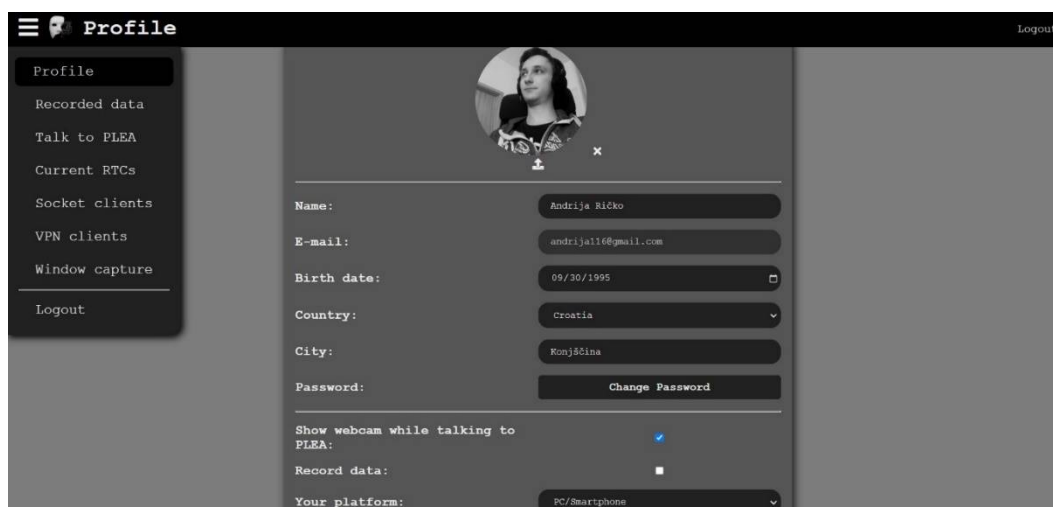 Profile
Logout
Profile
Recorded data
Talk to PLEA
Current RTCs
Socket clients
VPN clients
Window capture
Logout
Name: Andrija Ričko
E-mail: andrija116@gmail.com
Birth date: 09/30/1995
Country: Croatia
City: Konjščina
Password: Change Password
Show webcam while talking to
PLEA:
Record data:
Your platform: PC/Smartphone